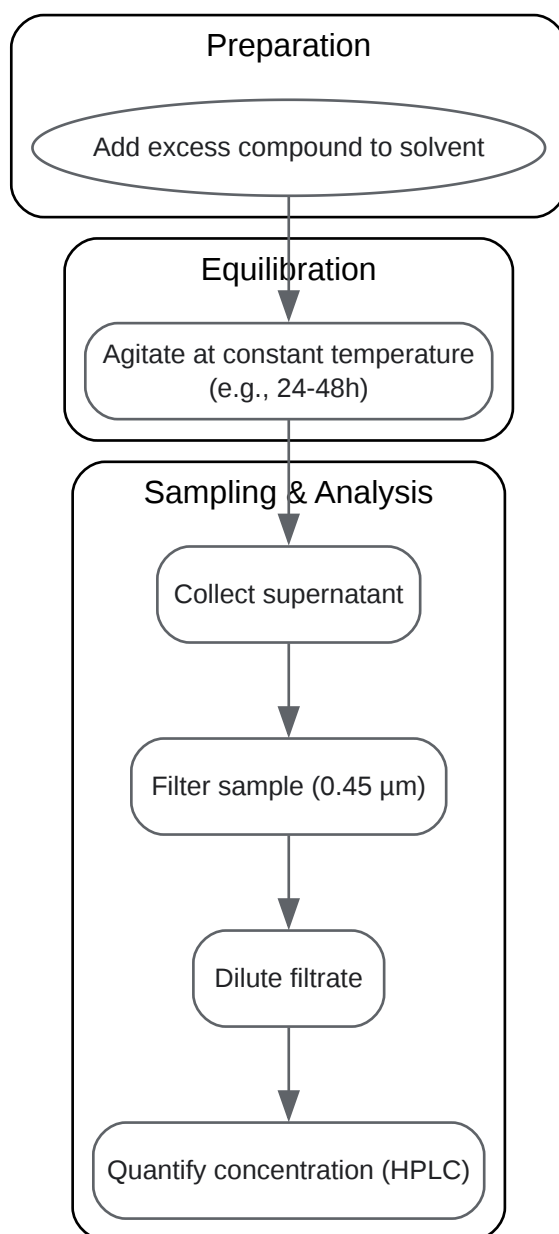 Preparation
Add excess compound to solvent
Equilibration
Agitate at constant temperature
(e.g., 24-48h)
Sampling & Analysis
Collect supernatant
Filter sample (0.45 µm)
Dilute filtrate
Quantify concentration (HPLC)